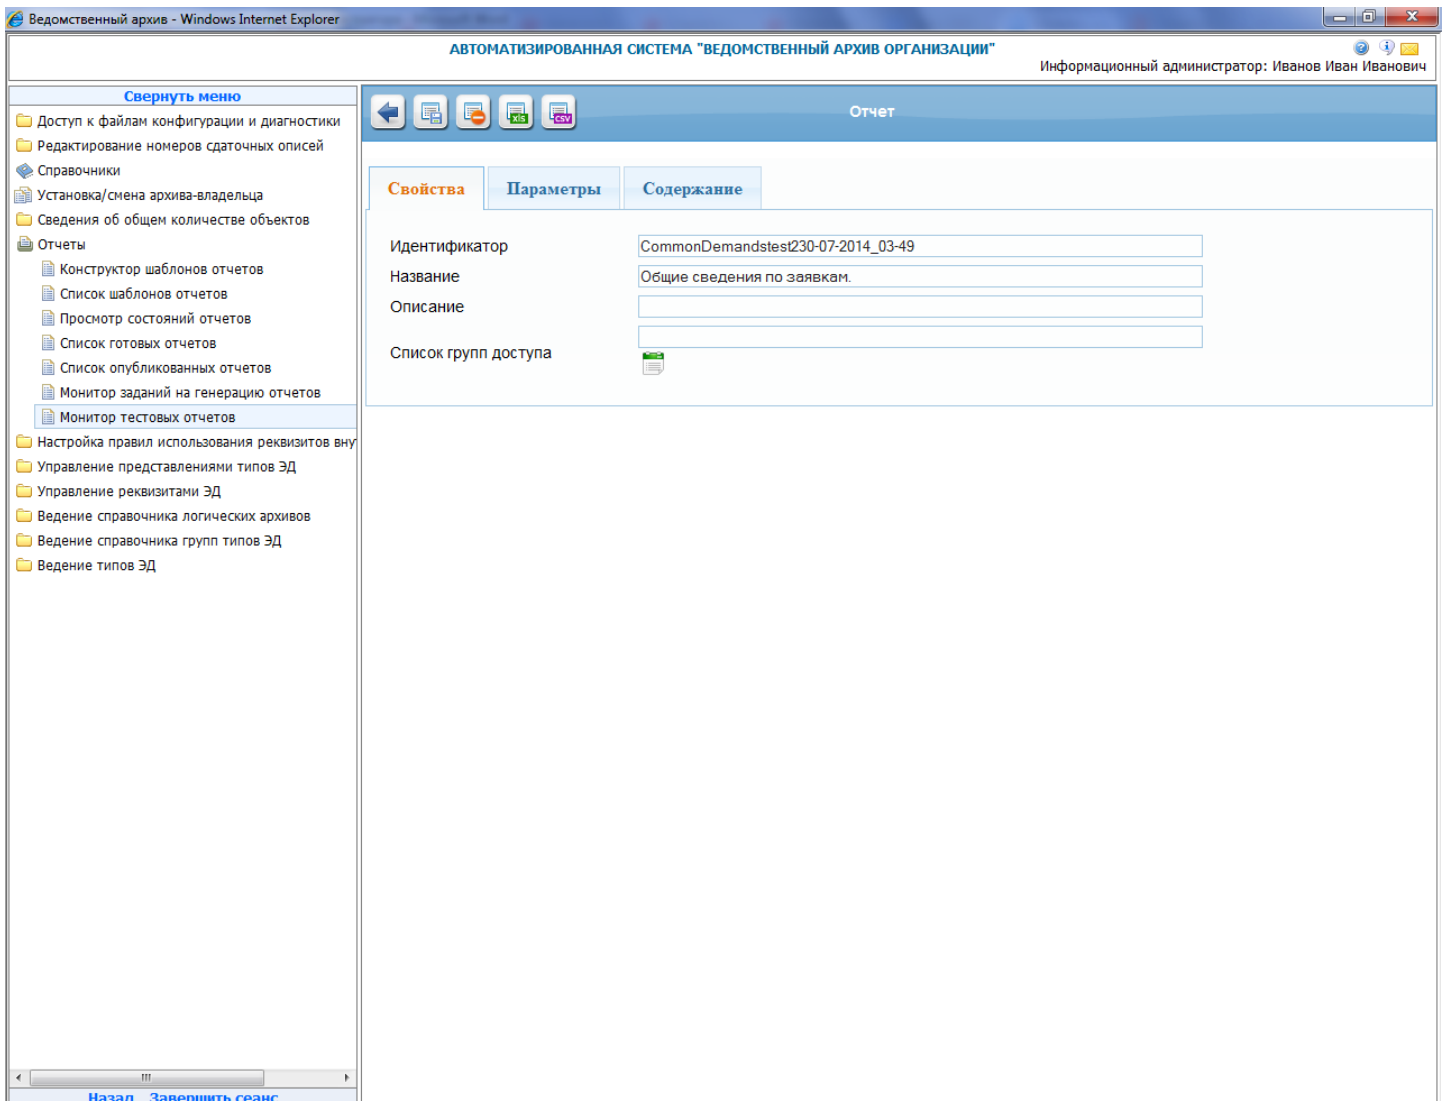 Ведомственный архив - Windows Internet Explorer
АВТОМАТИЗИРОВАННАЯ СИСТЕМА "ВЕДОМСТВЕННЫЙ АРХИВ ОРГАНИЗАЦИИ"
Информационный администратор: Иванов Иван Иванович
Свернуть меню
Доступ к файлам конфигурации и диагностики
Редактирование номеров сдаточных описей
Справочники
Установка/смена архива-владельца
Сведения об общем количестве объектов
Отчеты
Конструктор шаблонов отчетов
Список шаблонов отчетов
Просмотр состояний отчетов
Список готовых отчетов
Список опубликованных отчетов
Монитор заданий на генерацию отчетов
Монитор тестовых отчетов
Настройка правил использования реквизитов вну
Управление представлениями типов ЭД
Управление реквизитами ЭД
Ведение справочника логических архивов
Ведение справочника групп типов ЭД
Ведение типов ЭД
Назад Завершить сеанс
xls
CSV
Отчет
Свойства Параметры Содержание
Идентификатор CommonDemandstest230-07-2014_03-49
Название Общие сведения по заявкам.
Описание
Список групп доступа